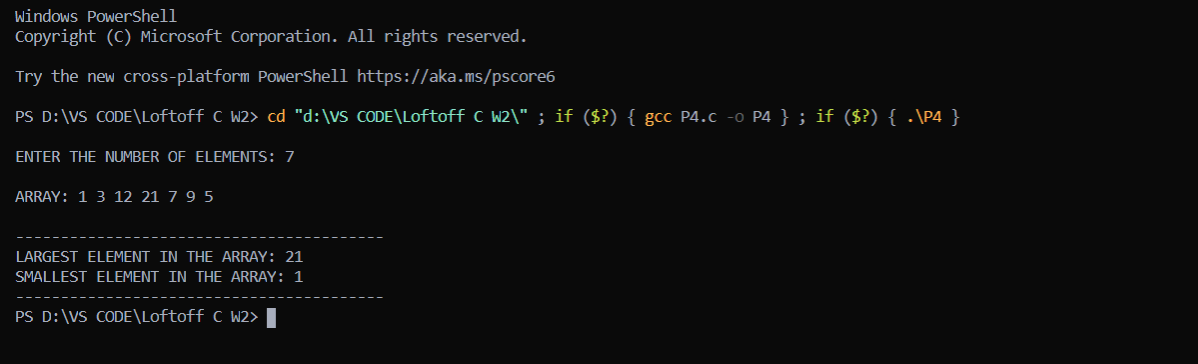 Windows PowerShell
Copyright (C) Microsoft Corporation. All rights reserved.
Try the new cross-platform PowerShell https://aka.ms/pscore6
PS D:\VS CODE\Loftoff C W2> cd "d:\VS CODE\Loftoff C W2\" ; if ($?) { gcc P4.c -o P4 } ; if ($?) { .\P4 }
ENTER THE NUMBER OF ELEMENTS: 7
ARRAY: 1 3 12 21 7 9 5
-----------------------------------------
LARGEST ELEMENT IN THE ARRAY: 21
SMALLEST ELEMENT IN THE ARRAY: 1
-----------------------------------------
PS D:\VS CODE\Loftoff C W2>